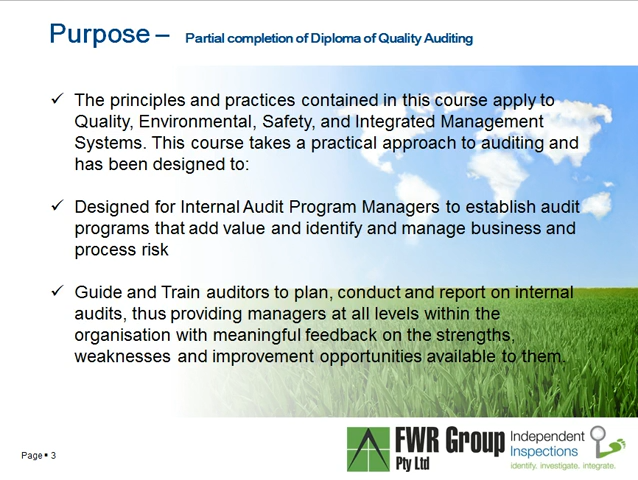 Purpose – Partial completion of Diploma of Quality Auditing
✓ The principles and practices contained in this course apply to
Quality, Environmental, Safety, and Integrated Management
Systems. This course takes a practical approach to auditing and
has been designed to:
✓ Designed for Internal Audit Program Managers to establish audit
programs that add value and identify and manage business and
process risk
✓ Guide and Train auditors to plan, conduct and report on internal
audits, thus providing managers at all levels within the
organisation with meaningful feedback on the strengths,
weaknesses and improvement opportunities available to them.
Page ▪ 3
FWR Group
Pty Ltd
Independent
Inspections
identify. investigate. integrate.